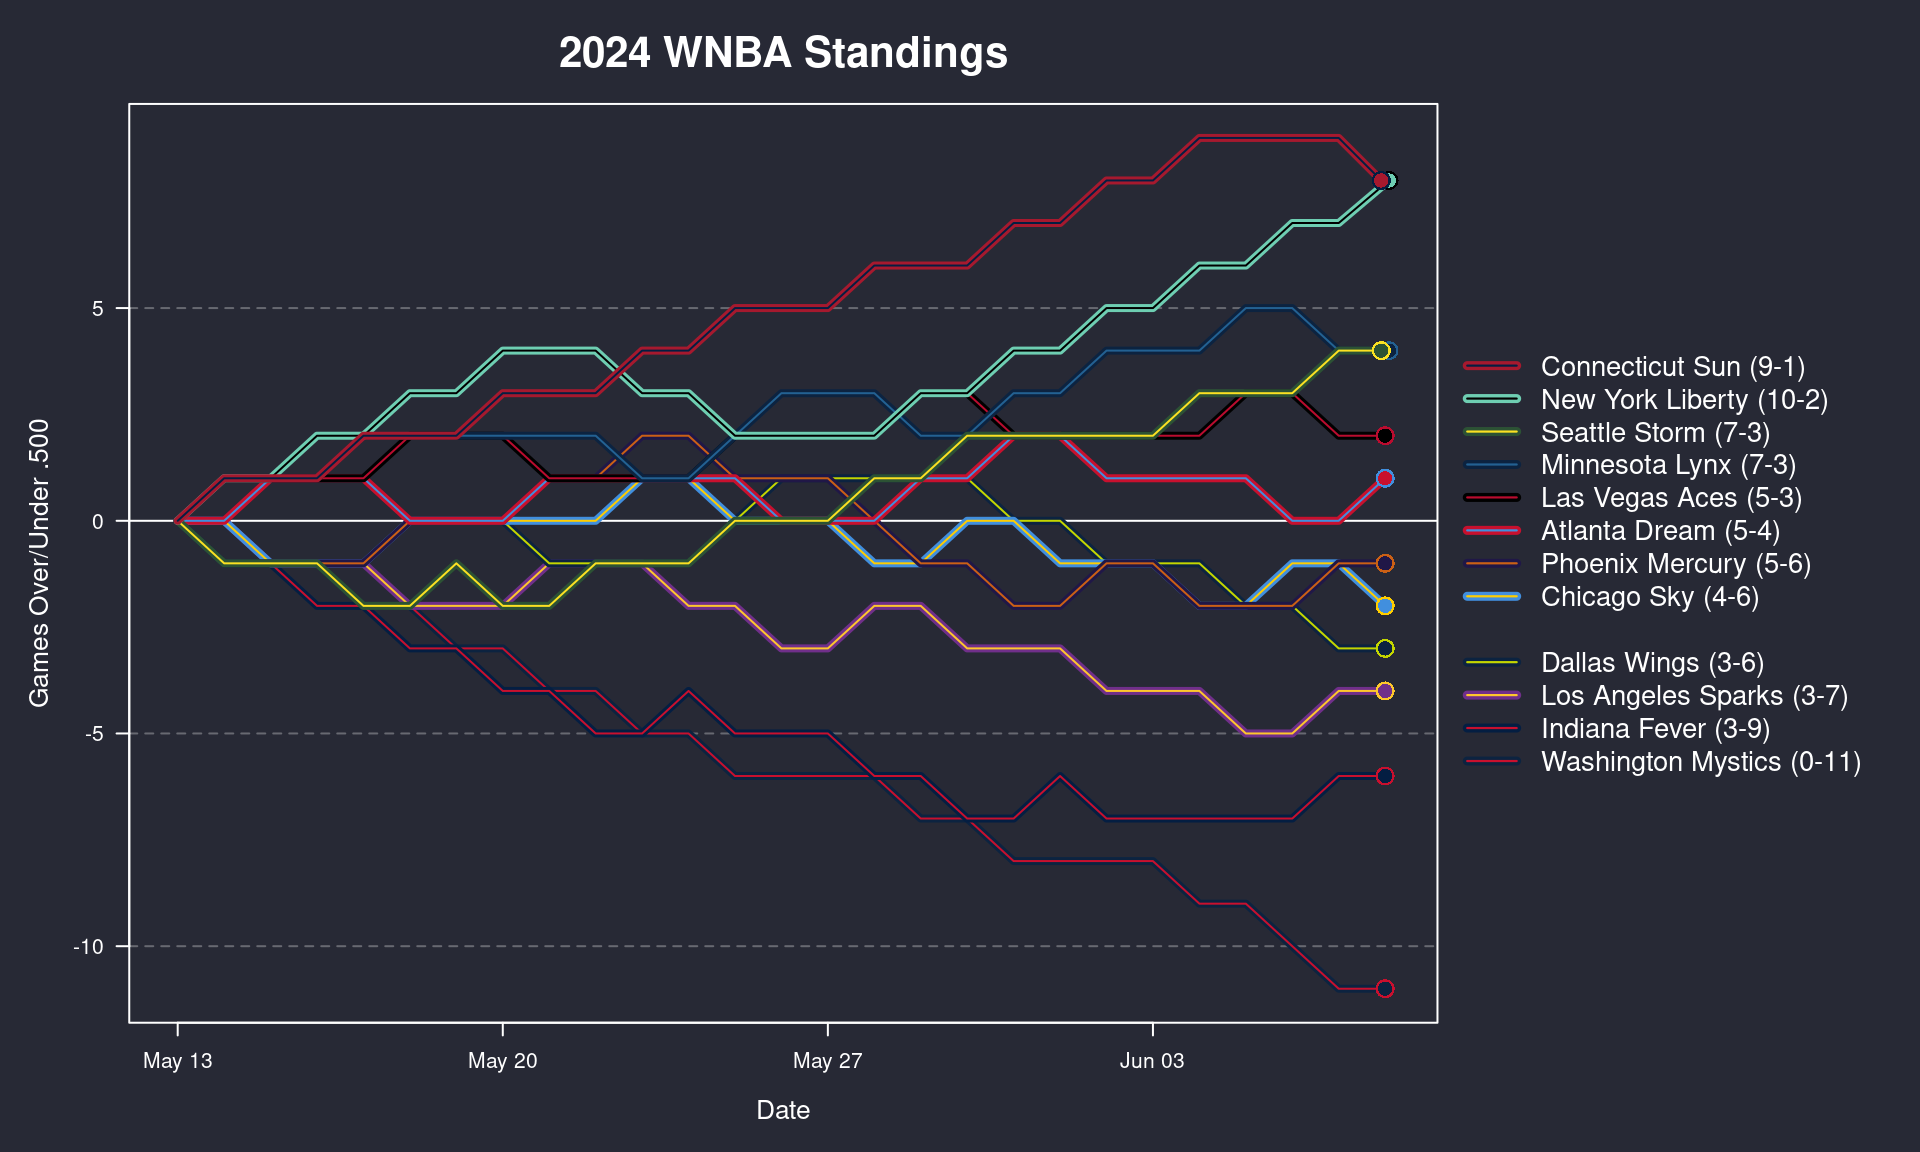 2024 WNBA Standings
Games Over/Under .500
5
0
-5
-10
May 13
May 20
May 27
Jun 03
Date
Connecticut Sun (9-1)
New York Liberty (10-2)
Seattle Storm (7-3)
Minnesota Lynx (7-3)
Las Vegas Aces (5-3)
Atlanta Dream (5-4)
Phoenix Mercury (5-6)
Chicago Sky (4-6)
Dallas Wings (3-6)
Los Angeles Sparks (3-7)
Indiana Fever (3-9)
Washington Mystics (0-11)